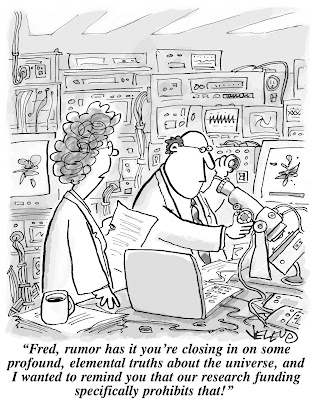 VELEUD
“Fred, rumor has it you’re closing in on some
profound, elemental truths about the universe, and
I wanted to remind you that our research funding
specifically prohibits that!”